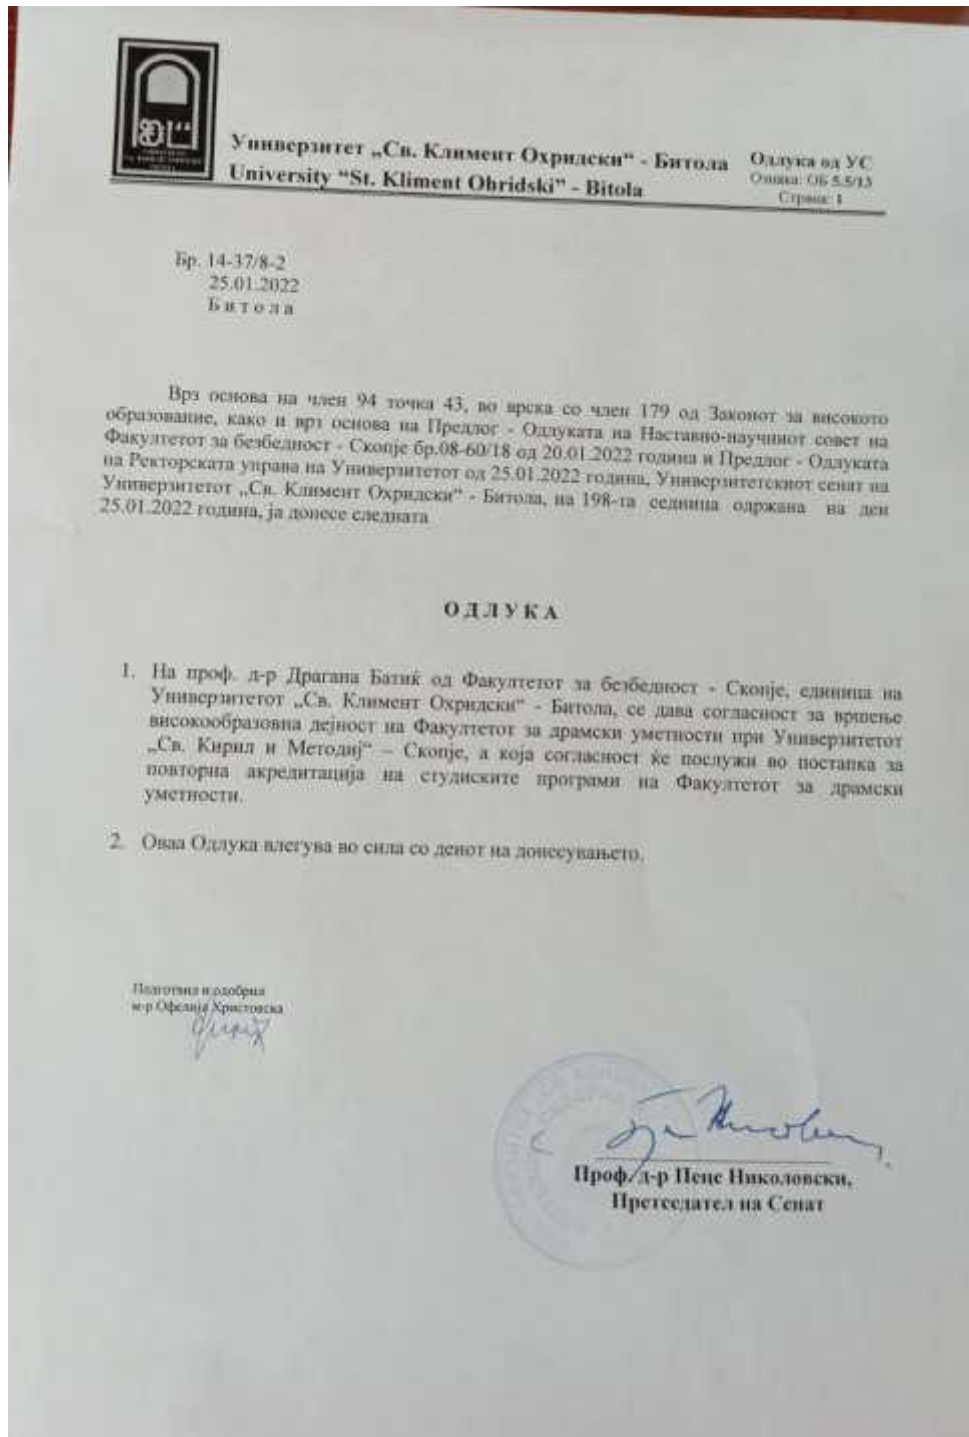 Универзитет „Св. Климент Охридски“ - Битола
University “St. Kliment Ohridski” - Bitola
Одлука од УС
Ознака: ОБ 5.5/13
Страна: 1
Бр. 14-37/8-2
25.01.2022
Битола
Врз основа на член 94 точка 43, во врска со член 179 од Законот за високото
образование, како и врз основа на Предлог - Одлуката на Наставно-научниот совет на
Факултетот за безбедност - Скопје бр.08-60/18 од 20.01.2022 година и Предлог - Одлуката
на Ректорската управа на Универзитетот од 25.01.2022 година, Универзитетскиот сенат на
Универзитетот „Св. Климент Охридски“ - Битола, на 198-та седница одржана на ден
25.01.2022 година, ја донесе следната
ОДЛУКА
1. На проф. д-р Драгана Батиќ од Факултетот за безбедност - Скопје, единица на
Универзитетот „Св. Климент Охридски“ - Битола, се дава согласност за вршење
високообразовна дејност на Факултетот за драмски уметности при Универзитетот
„Св. Кирил и Методиј“ – Скопје, а која согласност ќе послужи во постапка за
повторна акредитација на студиските програми на Факултетот за драмски
уметности.
2. Оваа Одлука влегува во сила со денот на донесувањето.
Подготвил и одобрил
м-р Офелија Христовска
Проф. д-р Пеце Николовски,
Претседател на Сенат